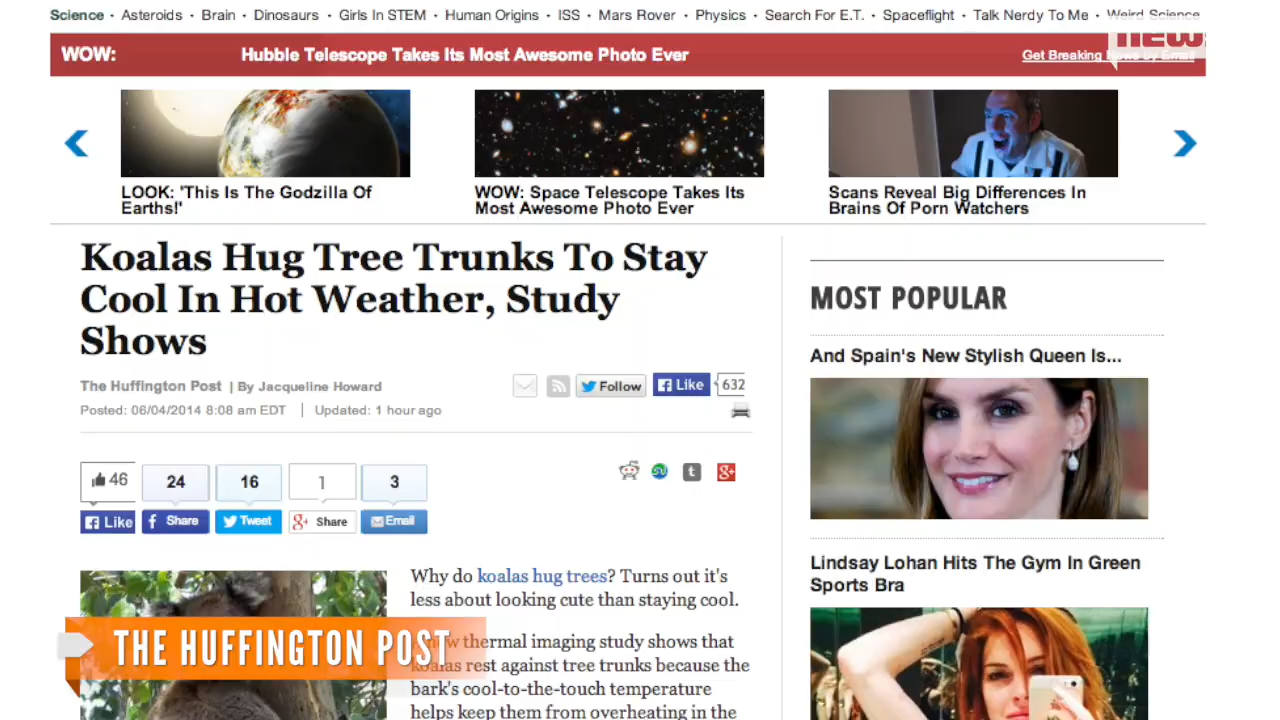 Science · Asteroids · Brain · Dinosaurs · Girls In STEM · Human Origins · ISS · Mars Rover · Physics · Search For E.T. · Spaceflight · Talk Nerdy To Me · Weird Science
WOW: Hubble Telescope Takes Its Most Awesome Photo Ever Get Breaking News by Email
LOOK: 'This Is The Godzilla Of
Earths!'
WOW: Space Telescope Takes Its
Most Awesome Photo Ever
Scans Reveal Big Differences In
Brains Of Porn Watchers
Koalas Hug Tree Trunks To Stay
Cool In Hot Weather, Study
Shows
The Huffington Post | By Jacqueline Howard
Posted: 06/04/2014 8:08 am EDT | Updated: 1 hour ago
Follow
Like 632
46 24 16 1 3
Like Share Tweet Share Email
Why do koalas hug trees? Turns out it's
less about looking cute than staying cool.
thermal imaging study shows that
koalas rest against tree trunks because the
bark's cool-to-the-touch temperature
helps keep them from overheating in the
THE HUFFINGTON POST
MOST POPULAR
And Spain's New Stylish Queen Is...
Lindsay Lohan Hits The Gym In Green
Sports Bra